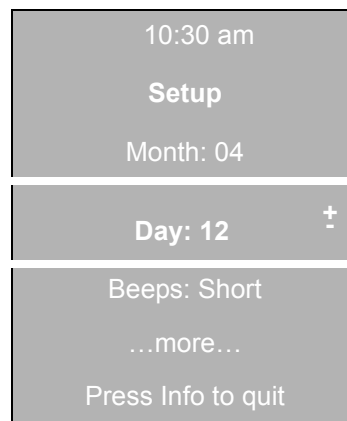 10:30 am
Setup
Month: 04
Day: 12 +
-
Beeps: Short
…more…
Press Info to quit